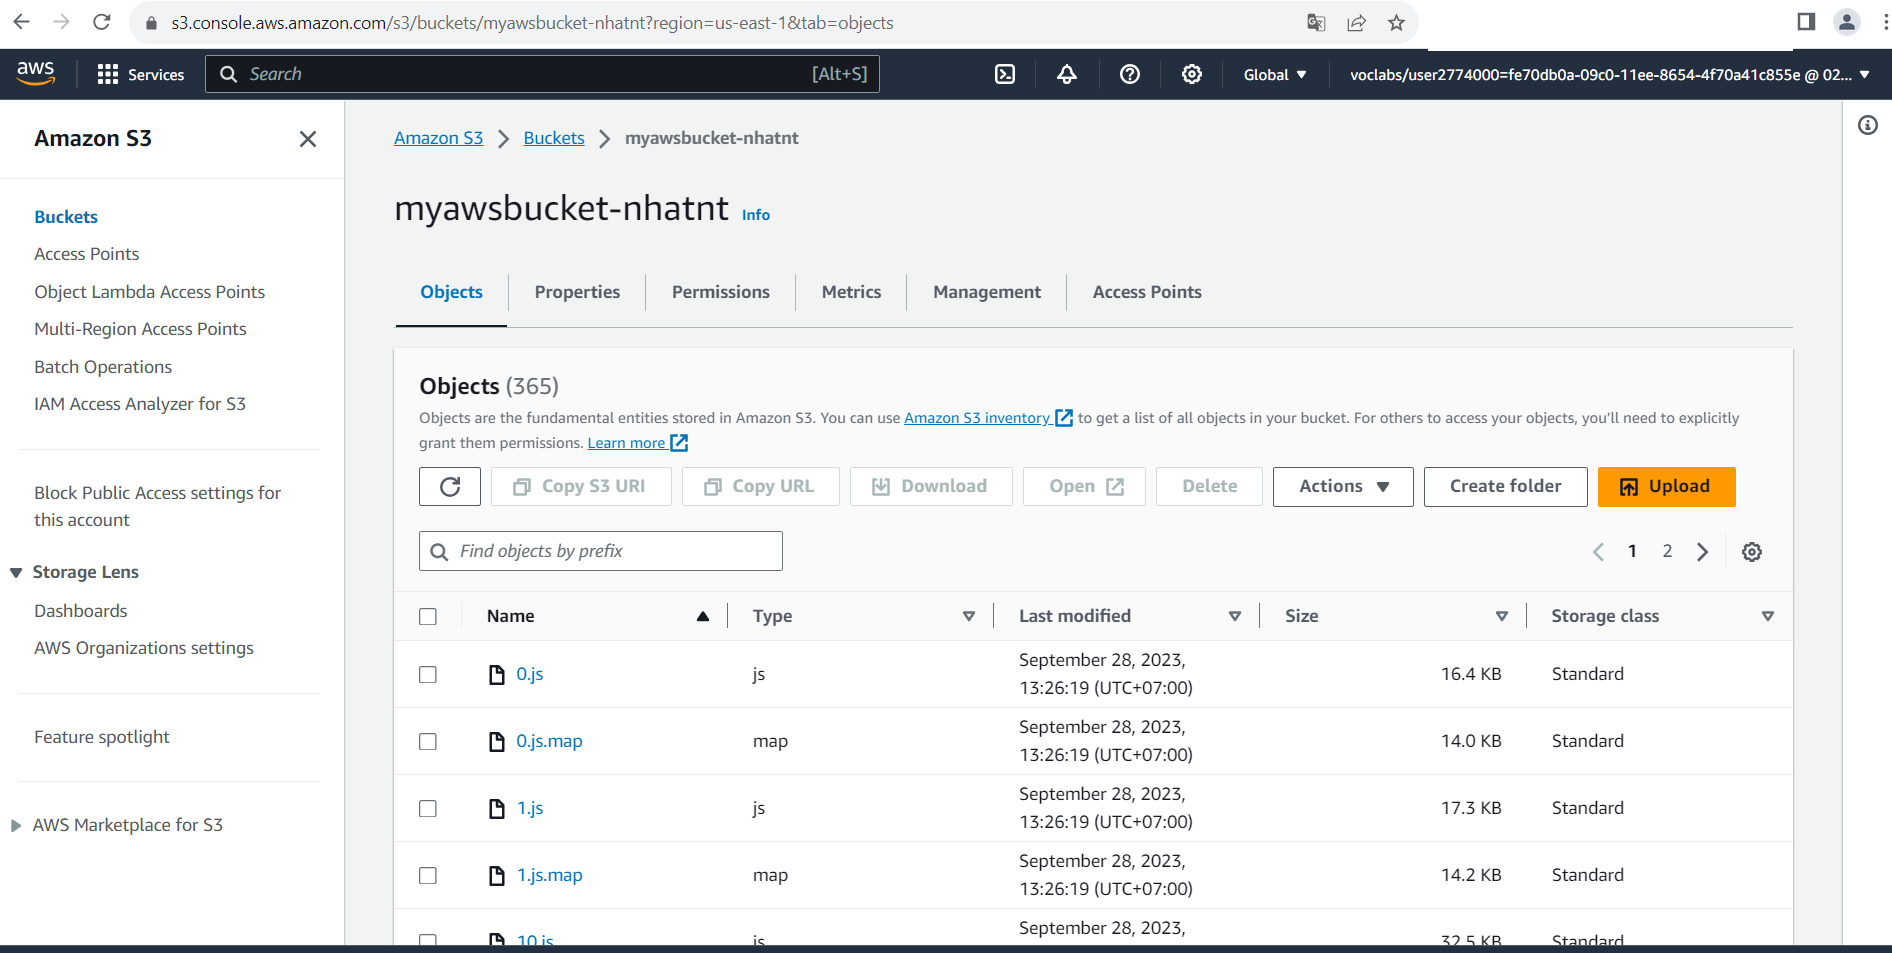 s3.console.aws.amazon.com/s3/buckets/myawsbucket-nhatnt?region=us-east-1&tab=objects
aws
Services
Search
[Alt+S]
Global
voclabs/user2774000=fe70db0a-09c0-11ee-8654-4f70a41c855e @ 02...
Amazon S3
Buckets
Access Points
Object Lambda Access Points
Multi-Region Access Points
Batch Operations
IAM Access Analyzer for S3
Block Public Access settings for
this account
Storage Lens
Dashboards
AWS Organizations settings
Feature spotlight
AWS Marketplace for S3
Amazon S3 > Buckets > myawsbucket-nhatnt
myawsbucket-nhatnt Info
Objects Properties Permissions Metrics Management Access Points
Objects (365)
Objects are the fundamental entities stored in Amazon S3. You can use Amazon S3 inventory to get a list of all objects in your bucket. For others to access your objects, you’ll need to explicitly
grant them permissions. Learn more
Copy S3 URI Copy URL Download Open Delete Actions Create folder Upload
Find objects by prefix
1 2
Name Type Last modified Size Storage class
0.js js September 28, 2023, 16.4 KB Standard
13:26:19 (UTC+07:00)
0.js.map map September 28, 2023, 14.0 KB Standard
13:26:19 (UTC+07:00)
1.js js September 28, 2023, 17.3 KB Standard
13:26:19 (UTC+07:00)
1.js.map map September 28, 2023, 14.2 KB Standard
13:26:19 (UTC+07:00)
10.js js September 28, 2023, 32.5 KB Standard